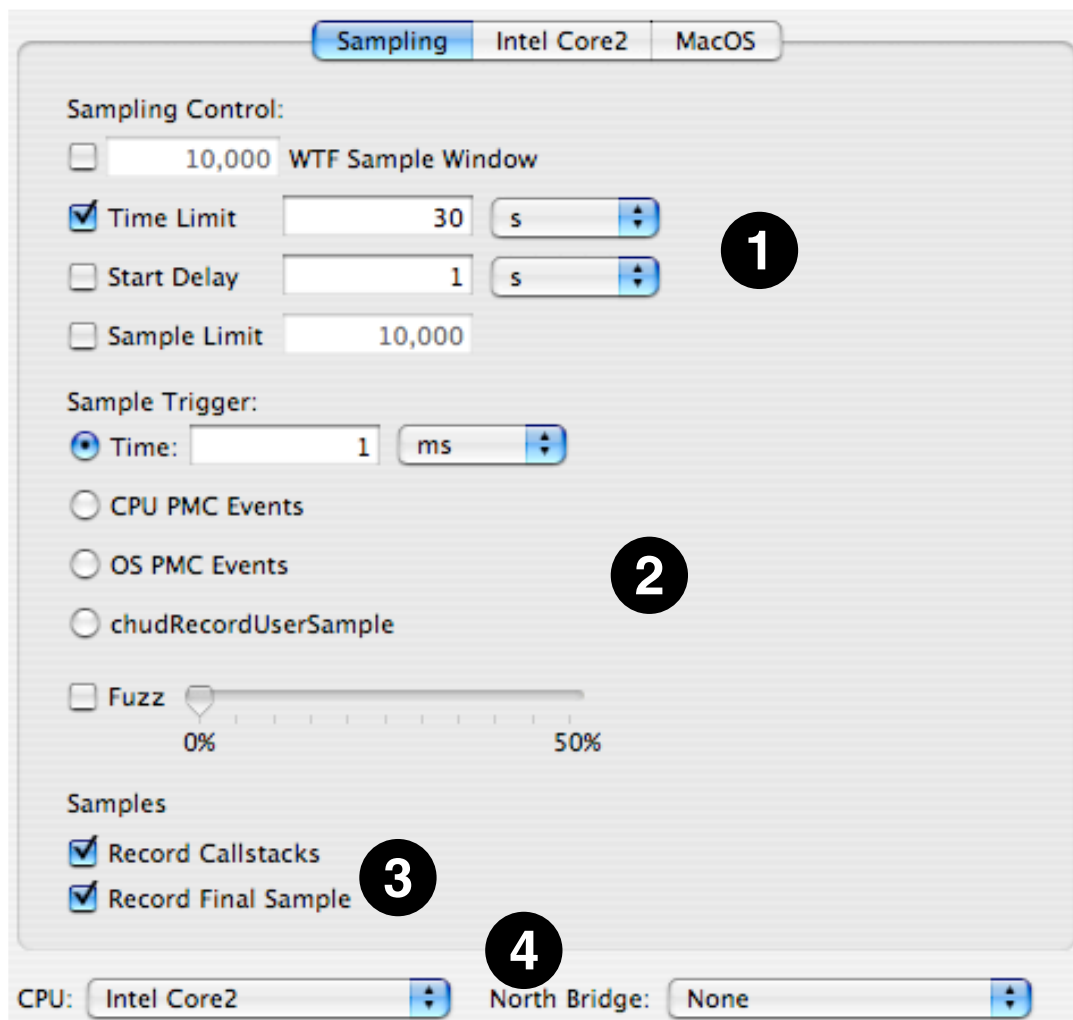 Sampling Intel Core2 MacOS
Sampling Control:
10,000 WTF Sample Window
Time Limit 30 s
1
Start Delay 1 s
Sample Limit 10,000
Sample Trigger:
Time: 1 ms
CPU PMC Events
OS PMC Events
2
chudRecordUserSample
Fuzz
0% 50%
Samples
Record Callstacks
3
Record Final Sample
4
CPU: Intel Core2 North Bridge: None